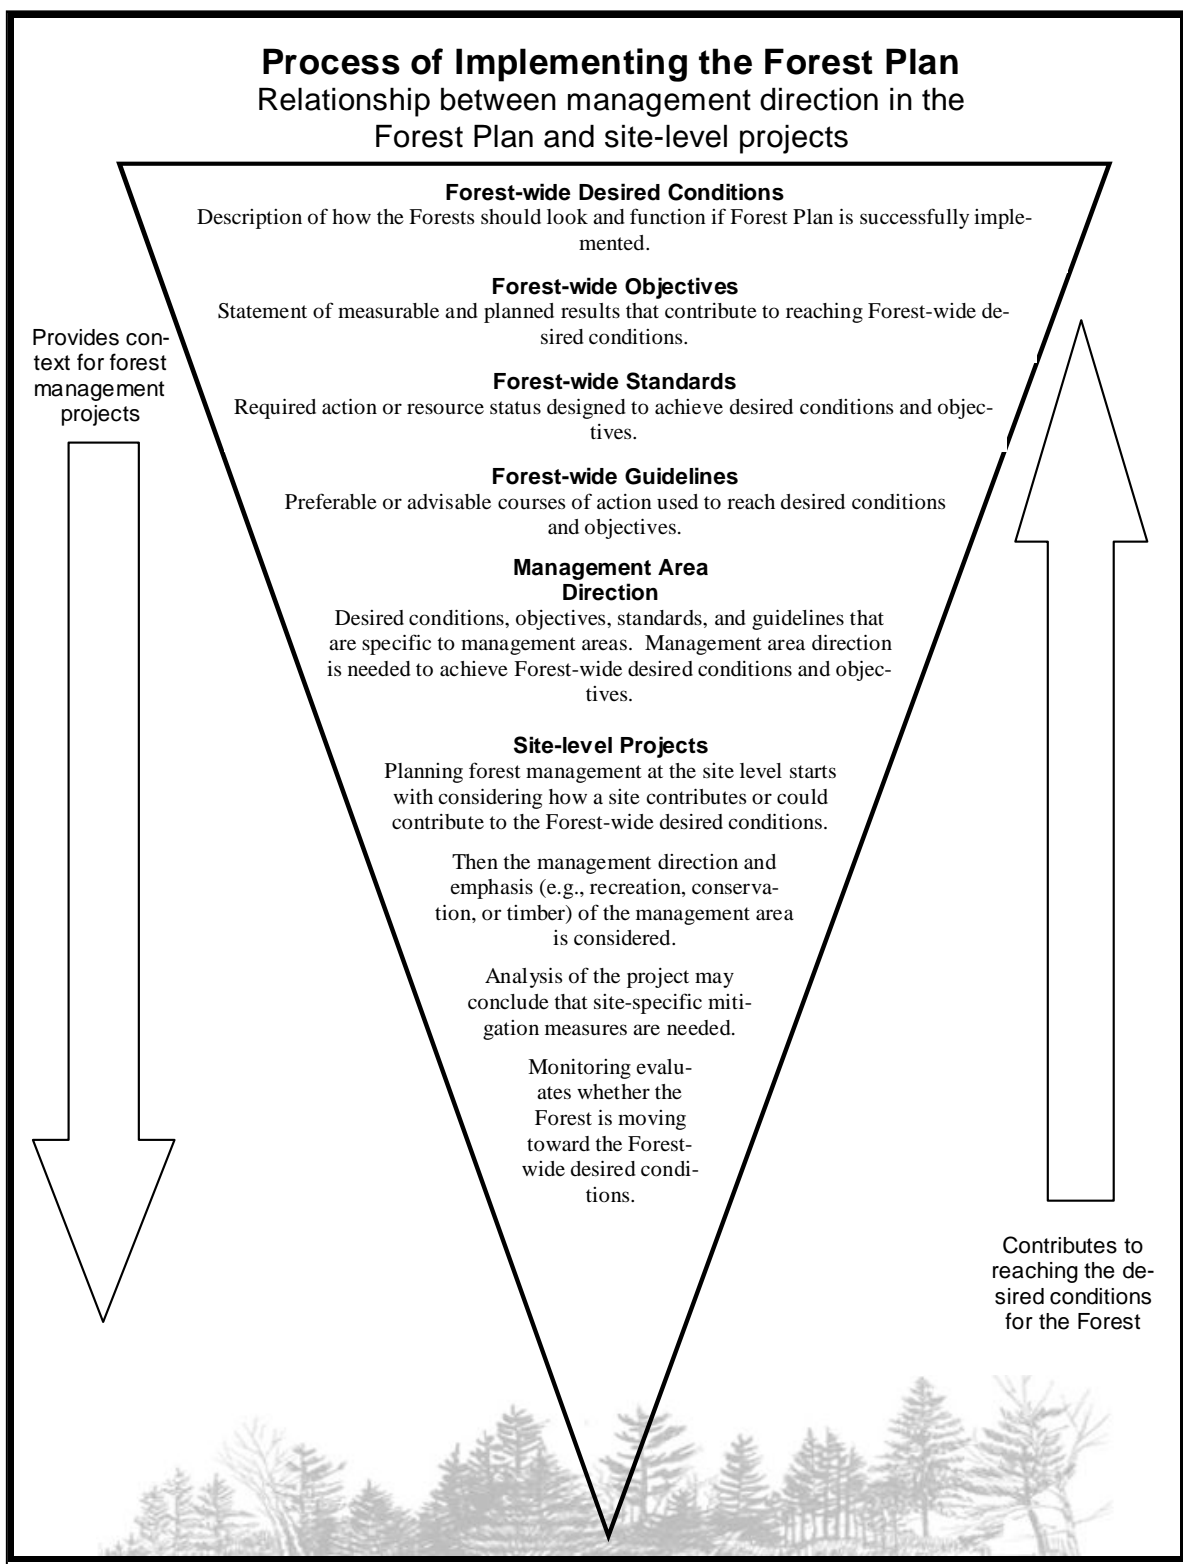 Process of Implementing the Forest Plan
Relationship between management direction in the
Forest Plan and site-level projects
Forest-wide Desired Conditions
Description of how the Forests should look and function if Forest Plan is successfully imple-
mented.
Forest-wide Objectives
Statement of measurable and planned results that contribute to reaching Forest-wide de-
sired conditions.
Forest-wide Standards
Required action or resource status designed to achieve desired conditions and objec-
tives.
Forest-wide Guidelines
Preferable or advisable courses of action used to reach desired conditions
and objectives.
Management Area
Direction
Desired conditions, objectives, standards, and guidelines that
are specific to management areas.  Management area direction
is needed to achieve Forest-wide desired conditions and objec-
tives.
Site-level Projects
Planning forest management at the site level starts
with considering how a site contributes or could
contribute to the Forest-wide desired conditions.
Then the management direction and
emphasis (e.g., recreation, conserva-
tion, or timber) of the management area
is considered.
Analysis of the project may
conclude that site-specific miti-
gation measures are needed.
Monitoring evalu-
ates whether the
Forest is moving
toward the Forest-
wide desired condi-
tions.
Provides con-
text for forest
management
projects
Contributes to
reaching the de-
sired conditions
for the Forest